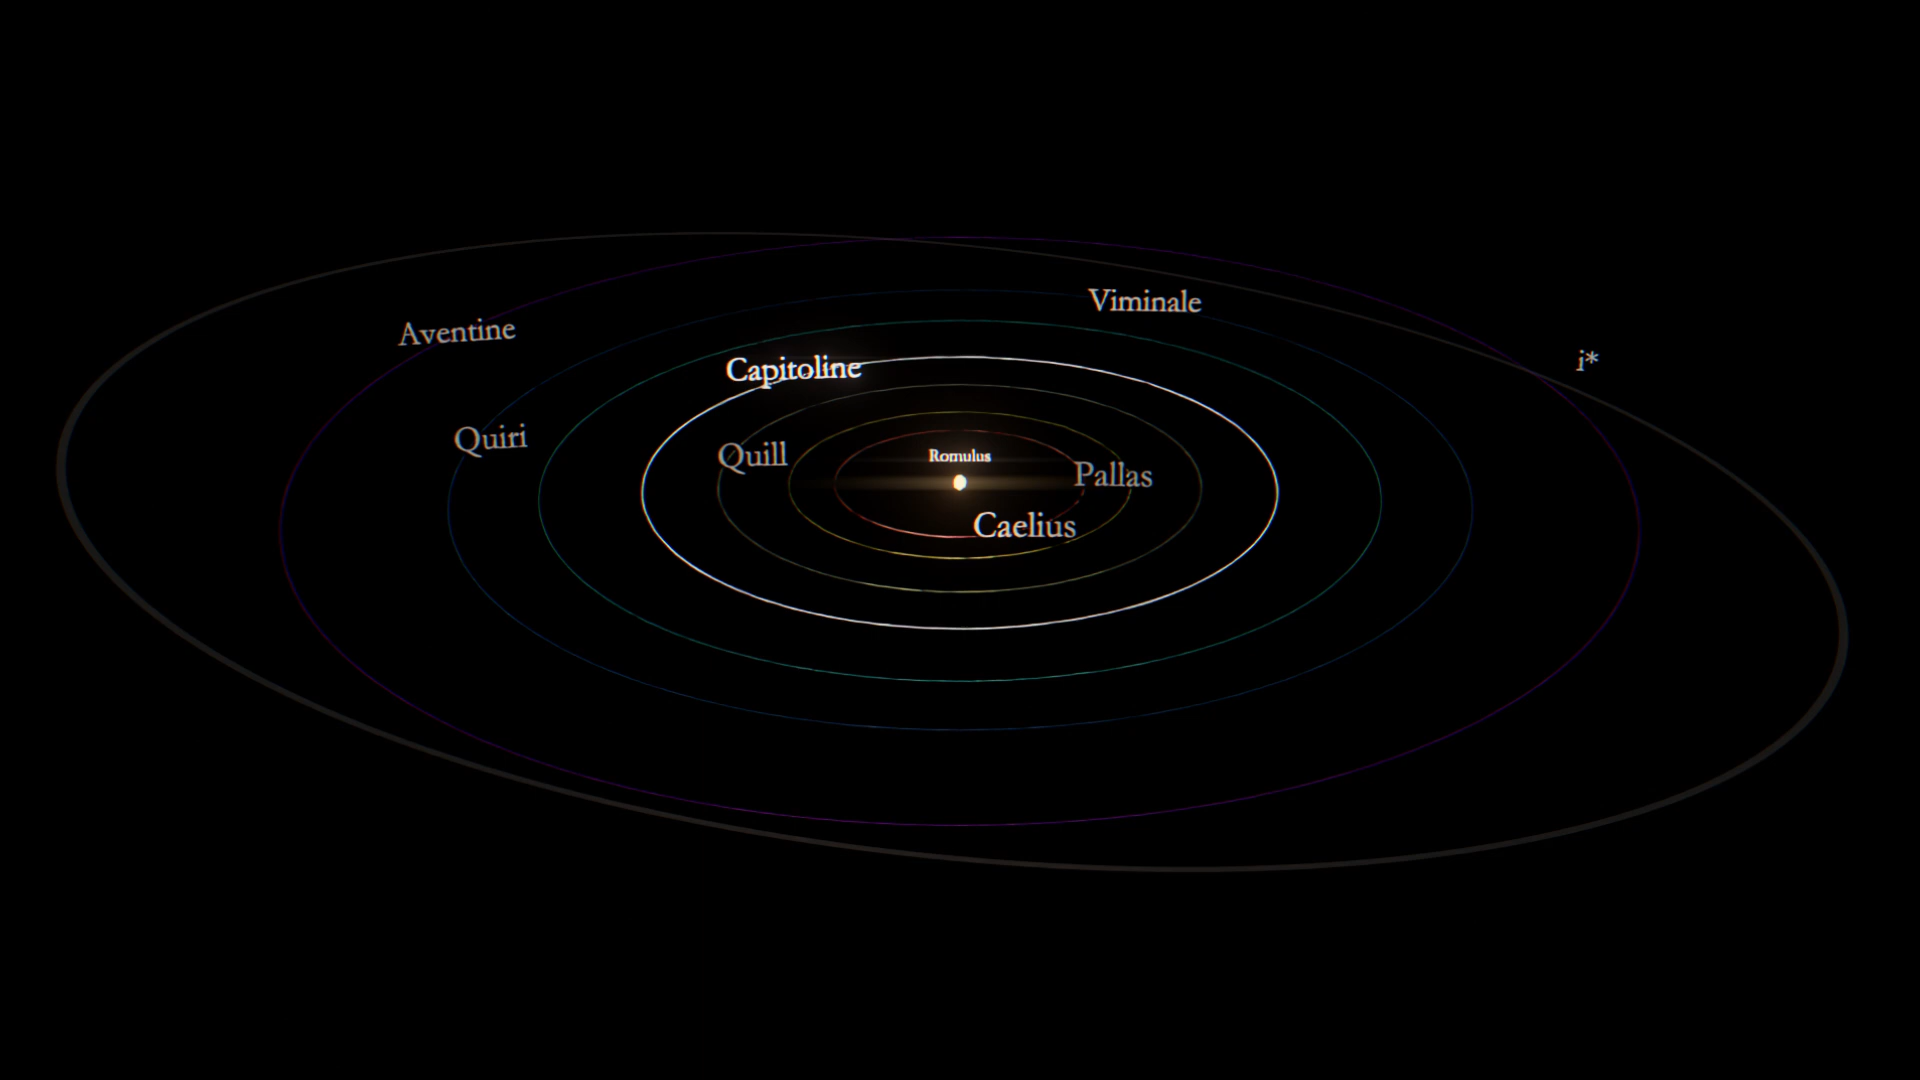 Viminale
Aventine
i*
Capitoline
Quiri
Quill
Romulus
Pallas
Caelius